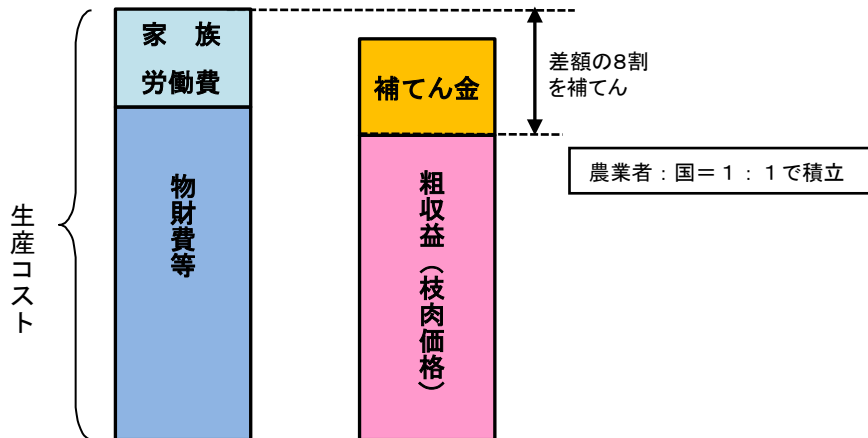 家　族
労働費
補てん金
差額の8割
を補てん
農業者：国＝１：１で積立
生産コスト
物財費等
粗収益（枝肉価格）